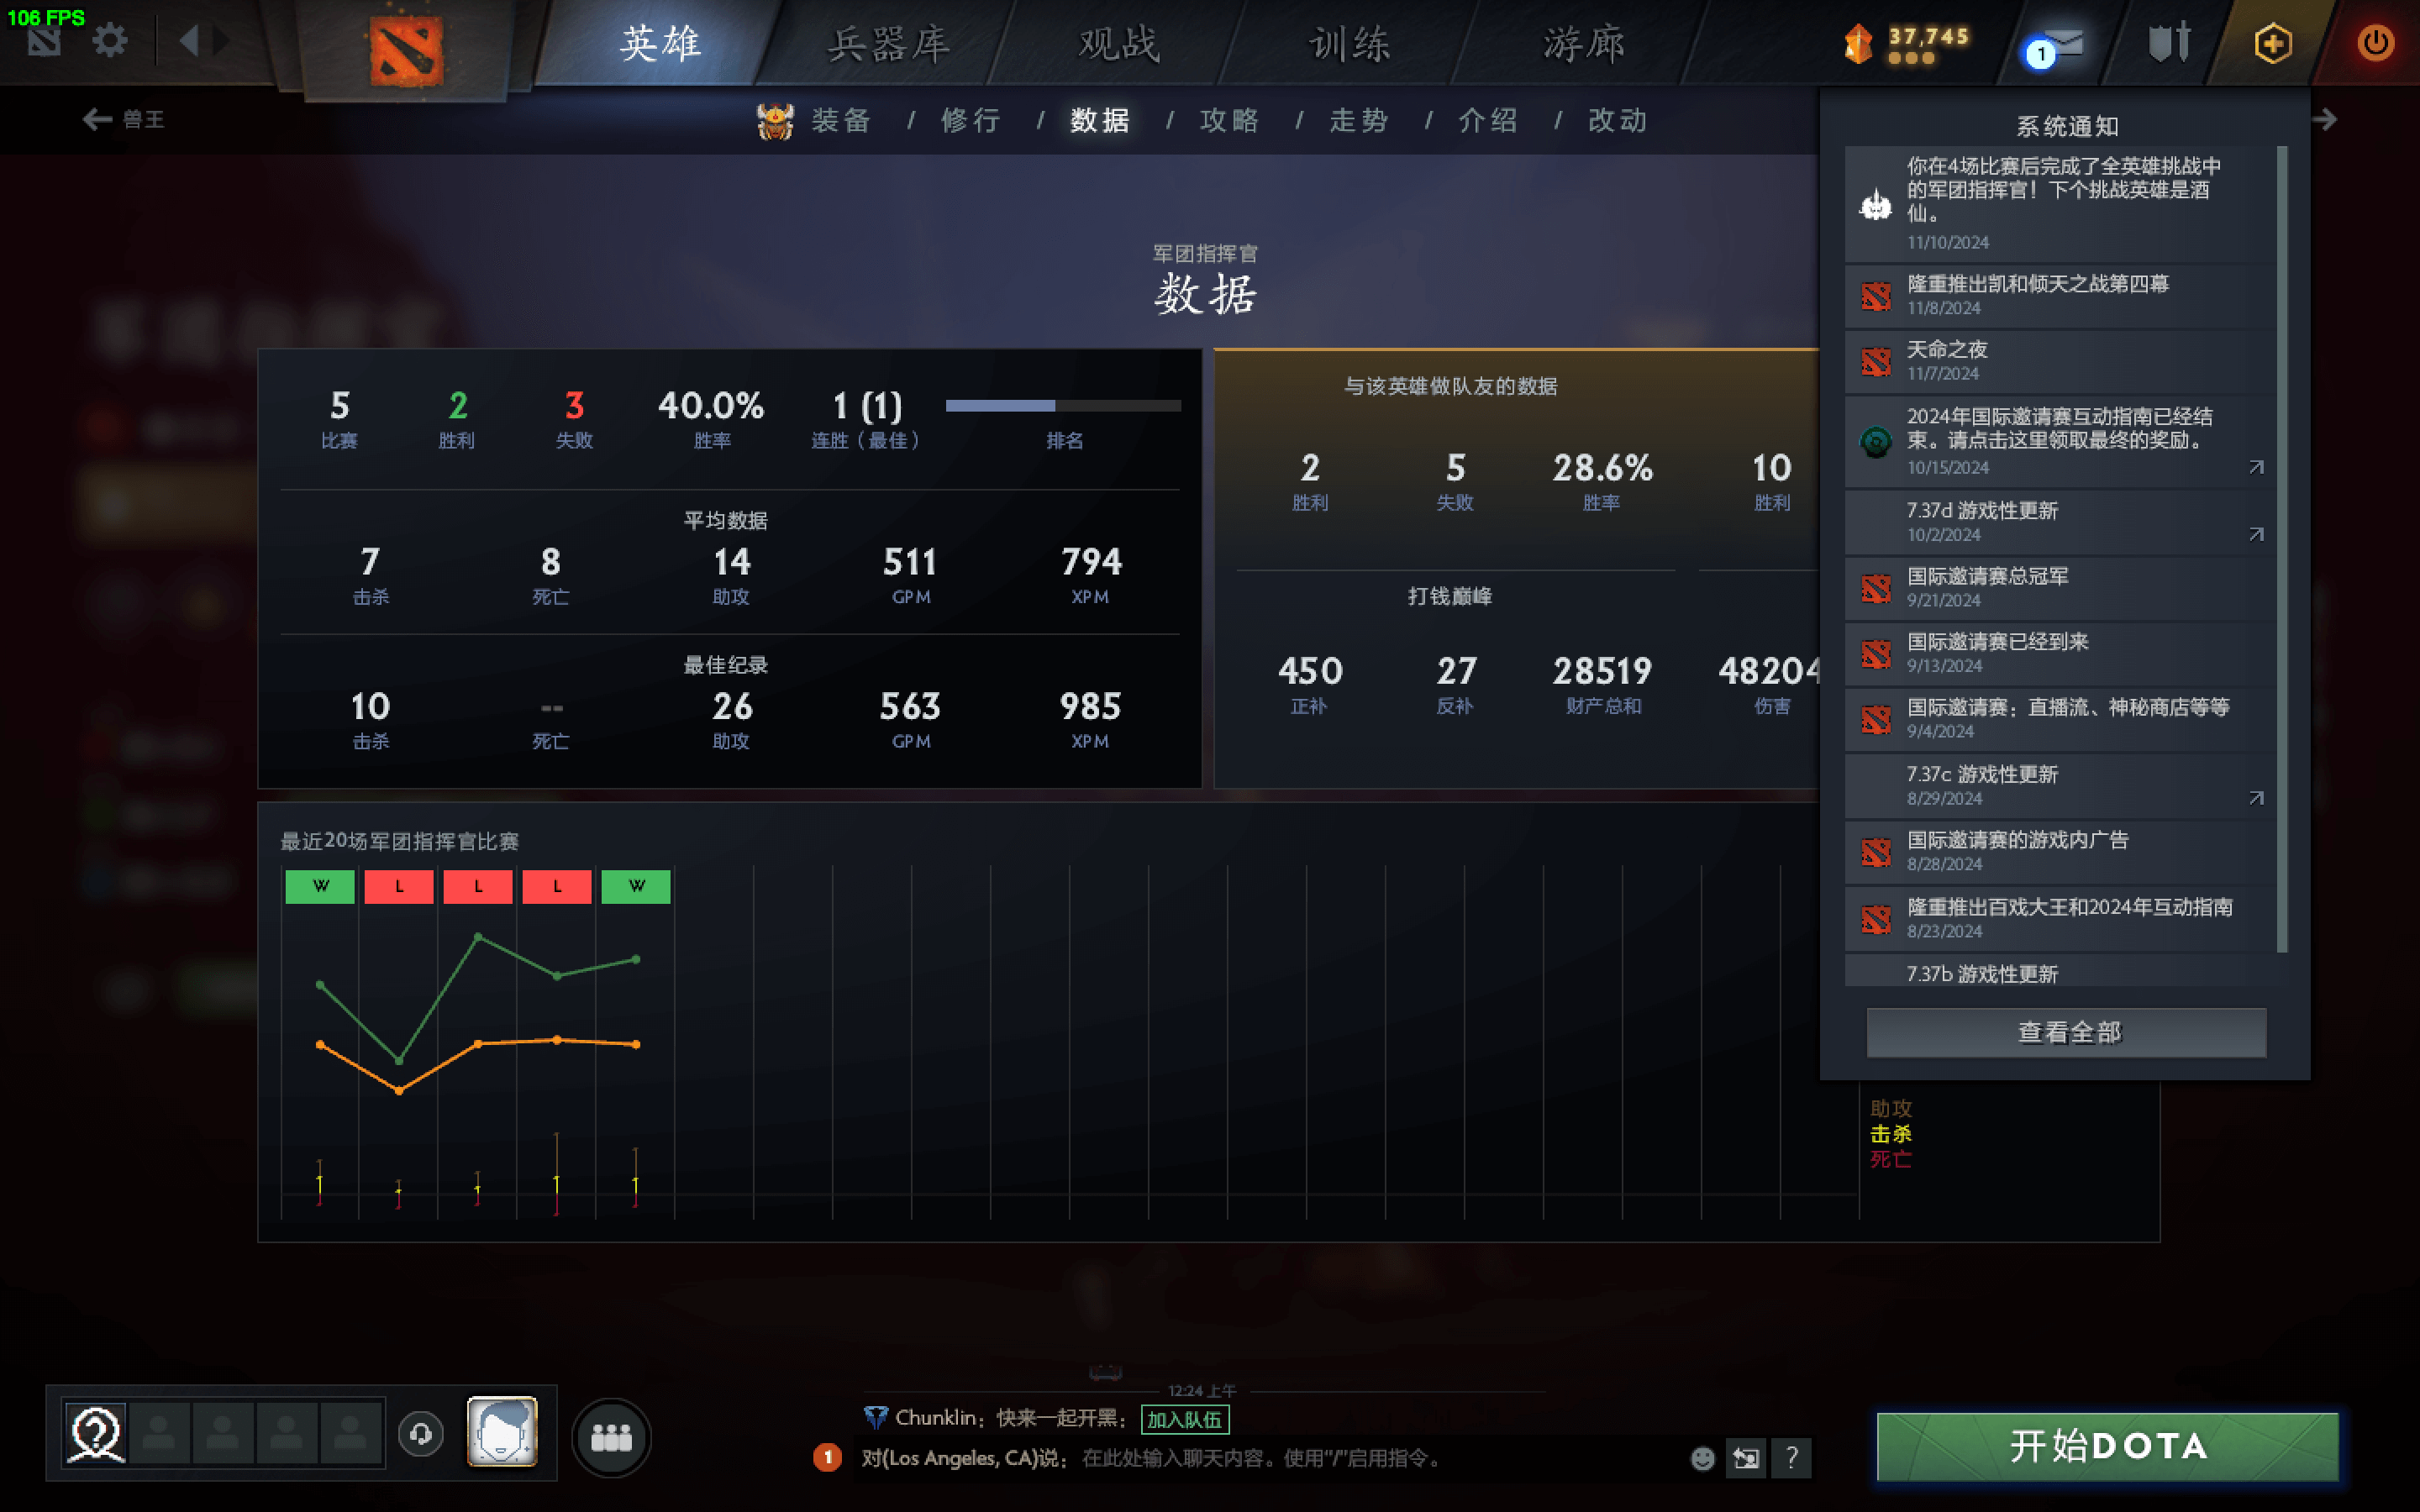 106 FPS
英雄
兵器库
观战
训练
游廊
37,745
1
兽王
装备 / 修行 / 数据 / 攻略 / 走势 / 介绍 / 改动
军团指挥官
数据
5
2
3
40.0%
1 (1)
比赛
胜利
失败
胜率
连胜（最佳）
排名
平均数据
7
8
14
511
794
击杀
死亡
助攻
GPM
XPM
最佳纪录
10
--
26
563
985
击杀
死亡
助攻
GPM
XPM
与该英雄做队友的数据
2
5
28.6%
10
胜利
失败
胜率
胜利
打钱巅峰
450
27
28519
48204
正补
反补
财产总和
伤害
最近20场军团指挥官比赛
W
L
L
L
W
助攻
击杀
死亡
系统通知
你在4场比赛后完成了全英雄挑战中
的军团指挥官！下个挑战英雄是酒
仙。
11/10/2024
隆重推出凯和倾天之战第四幕
11/8/2024
天命之夜
11/7/2024
2024年国际邀请赛互动指南已经结
束。请点击这里领取最终的奖励。
10/15/2024
7.37d 游戏性更新
10/2/2024
国际邀请赛总冠军
9/21/2024
国际邀请赛已经到来
9/13/2024
国际邀请赛：直播流、神秘商店等等
9/4/2024
7.37c 游戏性更新
8/29/2024
国际邀请赛的游戏内广告
8/28/2024
隆重推出百戏大王和2024年互动指南
8/23/2024
7.37b 游戏性更新
查看全部
12:24 上午
Chunklin：快来一起开黑：加入队伍
1
对(Los Angeles, CA)说：在此处输入聊天内容。使用“/”启用指令。
?
开始DOTA